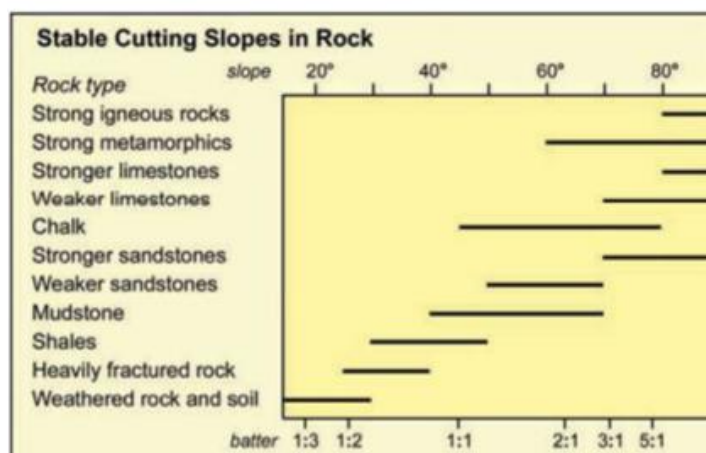 Stable Cutting Slopes in Rock
Rock type slope 20° 40° 60° 80°
Strong igneous rocks
Strong metamorphics
Stronger limestones
Weaker limestones
Chalk
Stronger sandstones
Weaker sandstones
Mudstone
Shales
Heavily fractured rock
Weathered rock and soil
batter 1:3 1:2 1:1 2:1 3:1 5:1